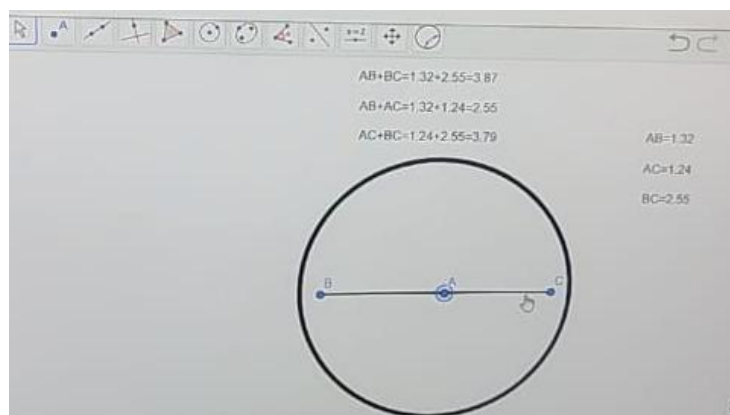 A
a=2
AB+BC=1.32+2.55=3.87
AB+AC=1.32+1.24=2.55
AC+BC=1.24+2.55=3.79
AB=1.32
AC=1.24
BC=2.55
B
A
C